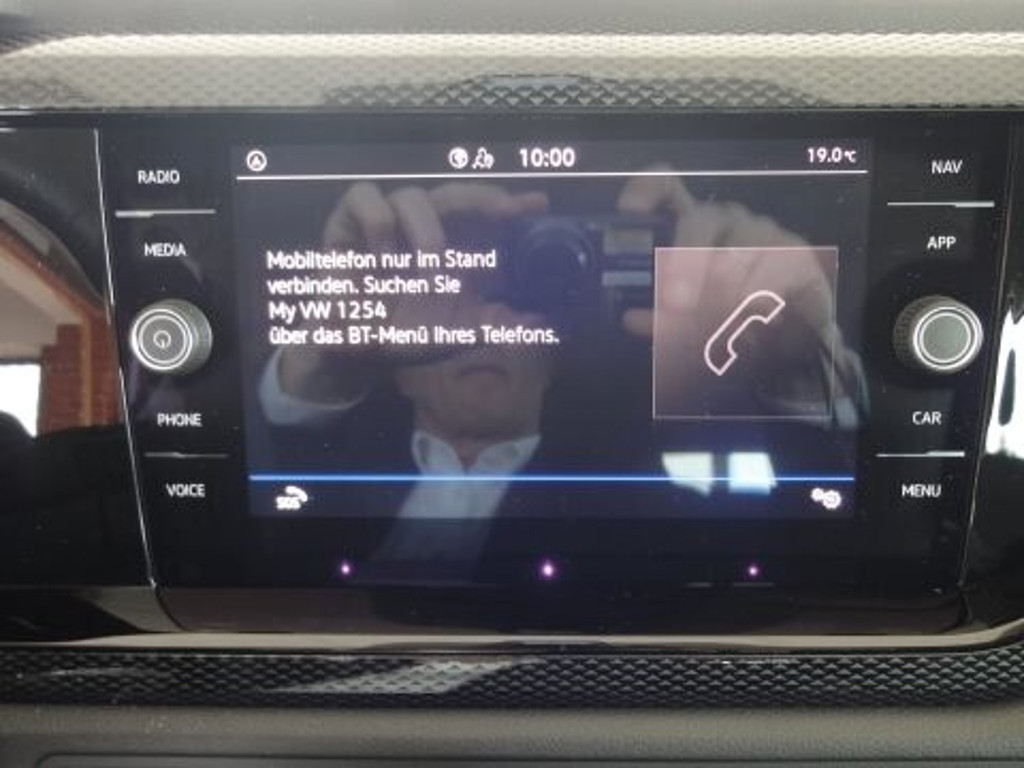 RADIO
MEDIA
PHONE
VOICE
10:00
19.0°C
Mobiltelefon nur im Stand
verbinden. Suchen Sie
My VW 1254
über das BT-Menü Ihres Telefons.
SOS
NAV
APP
CAR
MENU